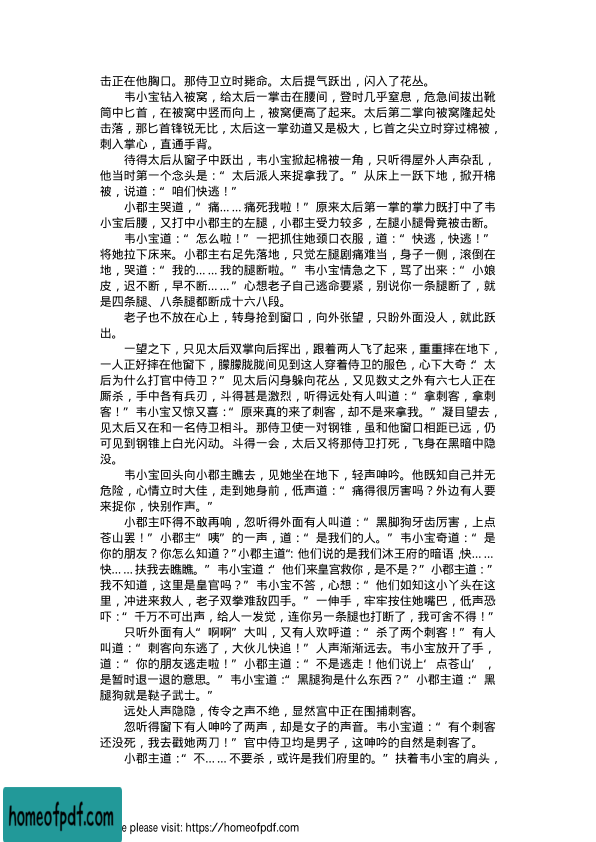 击正在他胸口。那侍卫立时毙命。太后提气跃出，闪入了花丛。
韦小宝钻入被窝，给太后一掌击在腰间，登时几乎窒息，危急间拔出靴
筒中匕首，在被窝中竖而向上，被窝便高了起来。太后第二掌向被窝隆起处
击落，那匕首锋锐无比，太后这一掌劲道又是极大，匕首之尖立时穿过棉被，
刺入掌心，直通手背。
待得太后从窗子中跃出，韦小宝掀起棉被一角，只听得屋外人声杂乱，
他当时第一个念头是：“太后派人来捉拿我了。”从床上一跃下地，掀开棉
被，说道：“咱们快逃！”
小郡主哭道，“痛……痛死我啦！”原来太后第一掌的掌力既打中了韦
小宝后腰，又打中小郡主的左腿，小郡主受力较多，左腿小腿骨竟被击断。
韦小宝道：“怎么啦！”一把抓住她颈口衣服，道：“快逃，快逃！”
将她拉下床来。小郡主右足先落地，只觉左腿剧痛难当，身子一侧，滚倒在
地，哭道：“我的……我的腿断啦。”韦小宝情急之下，骂了出来：“小娘
皮，迟不断，早不断……”心想老子自己逃命要紧，别说你一条腿断了，就
是四条腿、八条腿都断成十六八段。
老子也不放在心上，转身抢到窗口，向外张望，只盼外面没人，就此跃
出。
一望之下，只见太后双掌向后挥出，跟着两人飞了起来，重重摔在地下，
一人正好摔在他窗下，朦朦胧胧间见到这人穿着侍卫的服色，心下大奇：“太
后为什么打官中侍卫？”见太后闪身躲向花丛，又见数丈之外有六七人正在
厮杀，手中各有兵刃，斗得甚是激烈，听得远处有人叫道：“拿刺客，拿刺
客！”韦小宝又惊又喜：“原来真的来了刺客，却不是来拿我。”凝目望去，
见太后又在和一名侍卫相斗。那侍卫使一对钢锥，虽和他窗口相距已远，仍
可见到钢锥上白光闪动。斗得一会，太后又将那侍卫打死，飞身在黑暗中隐
没。
韦小宝回头向小郡主瞧去，见她坐在地下，轻声呻吟。他既知自己并无
危险，心情立时大佳，走到她身前，低声道：“痛得很厉害吗？外边有人要
来捉你，快别作声。”
小郡主吓得不敢再响，忽听得外面有人叫道：“黑脚狗牙齿厉害，上点
苍山罢！”小郡主“咦”的一声，道：“是我们的人。”韦小宝奇道：“是
你的朋友？你怎么知道？”小郡主道“：他们说的是我们沐王府的暗语，快……
快……扶我去瞧瞧。”韦小宝道：“他们来皇宫救你，是不是？”小郡主道：”
我不知道，这里是皇官吗？”韦小宝不答，心想：“他们如知这小丫头在这
里，冲进来救人，老子双拳难敌四手。”一伸手，牢牢按住她嘴巴，低声恐
吓：“千万不可出声，给人一发觉，连你另一条腿也打断了，我可舍不得！”
只听外面有人“啊啊”大叫，又有人欢呼道：“杀了两个刺客！”有人
叫道：“刺客向东逃了，大伙儿快追！”人声渐渐远去。韦小宝放开了手，
道：“你的朋友逃走啦！”小郡主道：“不是逃走！他们说上‘点苍山’，
是暂时退一退的意思。”韦小宝道：“黑腿狗是什么东西？”小郡主道：“黑
腿狗就是鞑子武士。”
远处人声隐隐，传令之声不绝，显然宫中正在围捕刺客。
忽听得窗下有人呻吟了两声，却是女子的声音。韦小宝道：“有个刺客
还没死，我去戳她两刀！”官中侍卫均是男子，这呻吟的自然是刺客了。
小郡主道：“不……不要杀，或许是我们府里的。”扶着韦小宝的肩头，
homeofpdf.com
e please visit: https://homeofpdf.com